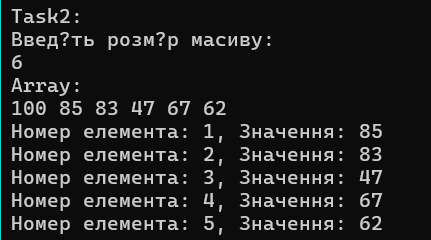 Task2:
Введ?ть розм?р масиву:
6
Array:
100 85 83 47 67 62
Номер елемента: 1, Значення: 85
Номер елемента: 2, Значення: 83
Номер елемента: 3, Значення: 47
Номер елемента: 4, Значення: 67
Номер елемента: 5, Значення: 62